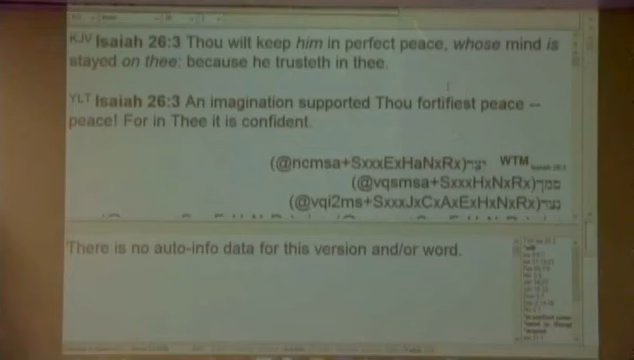 KJV Isaiah 26:3 Thou wilt keep him in perfect peace, whose mind is
stayed on thee: because he trusteth in thee.
YLT Isaiah 26:3 An imagination supported Thou fortifiest peace --
peace! For in Thee it is confident.
WTM יצר(@ncmsa+SxxxExHaNxRx)
סמך(@vqsmsa+SxxxHxNxRx)
נצר(@vqi2ms+SxxxJxCxAxExHxNxRx)
There is no auto-info data for this version and/or word.